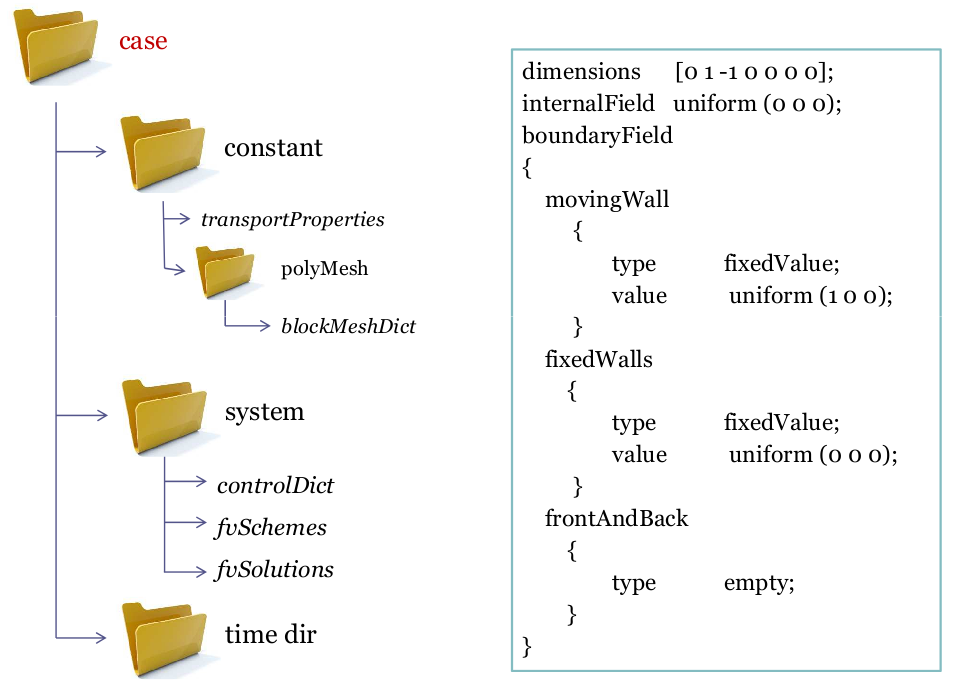 case
constant
transportProperties
polyMesh
blockMeshDict
system
controlDict
fvSchemes
fvSolutions
time dir
dimensions [0 1 -1 0 0 0 0];
internalField uniform (0 0 0);
boundaryField
{
movingWall
{
type fixedValue;
value uniform (1 0 0);
}
fixedWalls
{
type fixedValue;
value uniform (0 0 0);
}
frontAndBack
{
type empty;
}
}